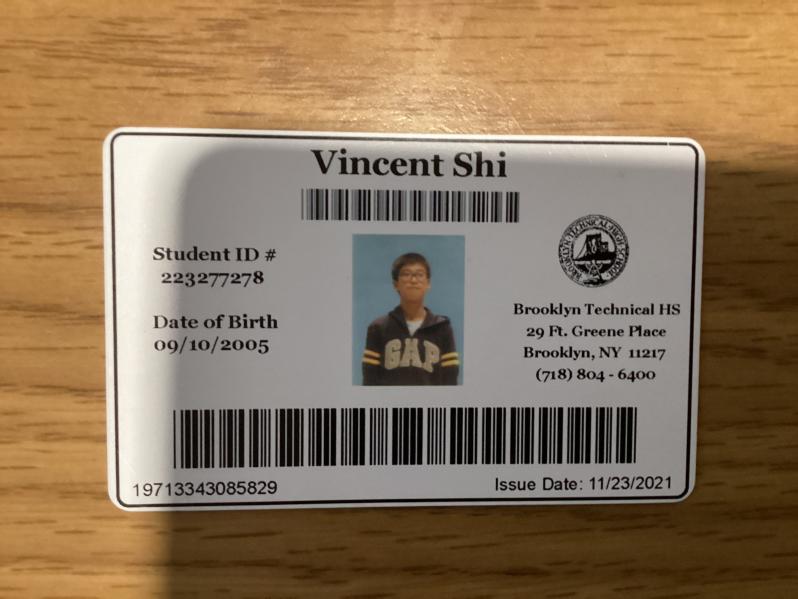 Vincent Shi
Student ID #
223277278
Date of Birth
09/10/2005
GAP
BROOKLYN TECHNICAL HIGH SCHOOL
Brooklyn Technical HS
29 Ft. Greene Place
Brooklyn, NY 11217
(718) 804 - 6400
19713343085829
Issue Date: 11/23/2021